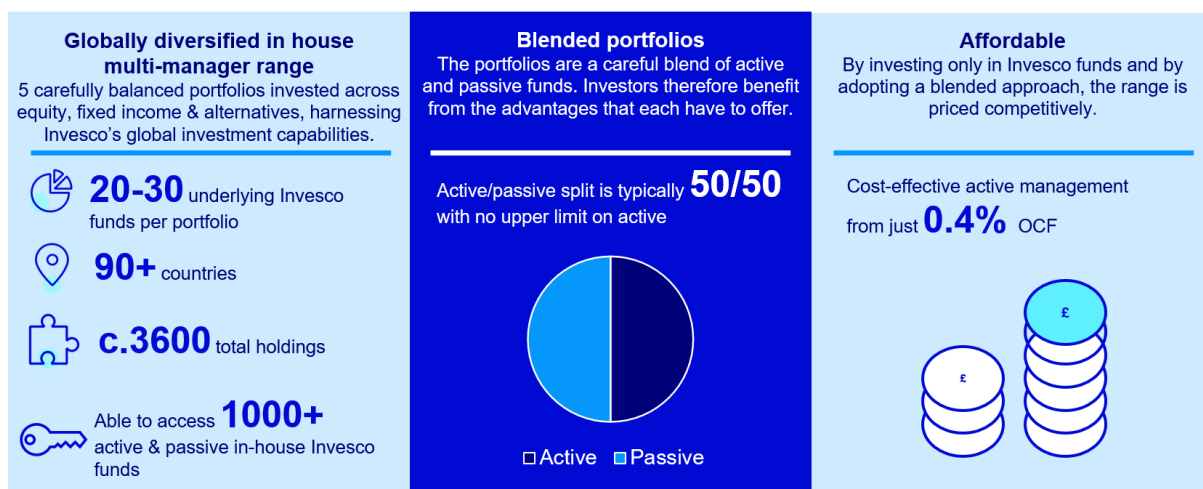 Globally diversified in house
multi-manager range
5 carefully balanced portfolios invested across
equity, fixed income & alternatives, harnessing
Invesco’s global investment capabilities.
20-30 underlying Invesco
funds per portfolio
90+ countries
c.3600 total holdings
Able to access 1000+
active & passive in-house Invesco
funds
Blended portfolios
The portfolios are a careful blend of active
and passive funds. Investors therefore benefit
from the advantages that each have to offer.
Active/passive split is typically 50/50
with no upper limit on active
Active Passive
Affordable
By investing only in Invesco funds and by
adopting a blended approach, the range is
priced competitively.
Cost-effective active management
from just 0.4% OCF
£
£